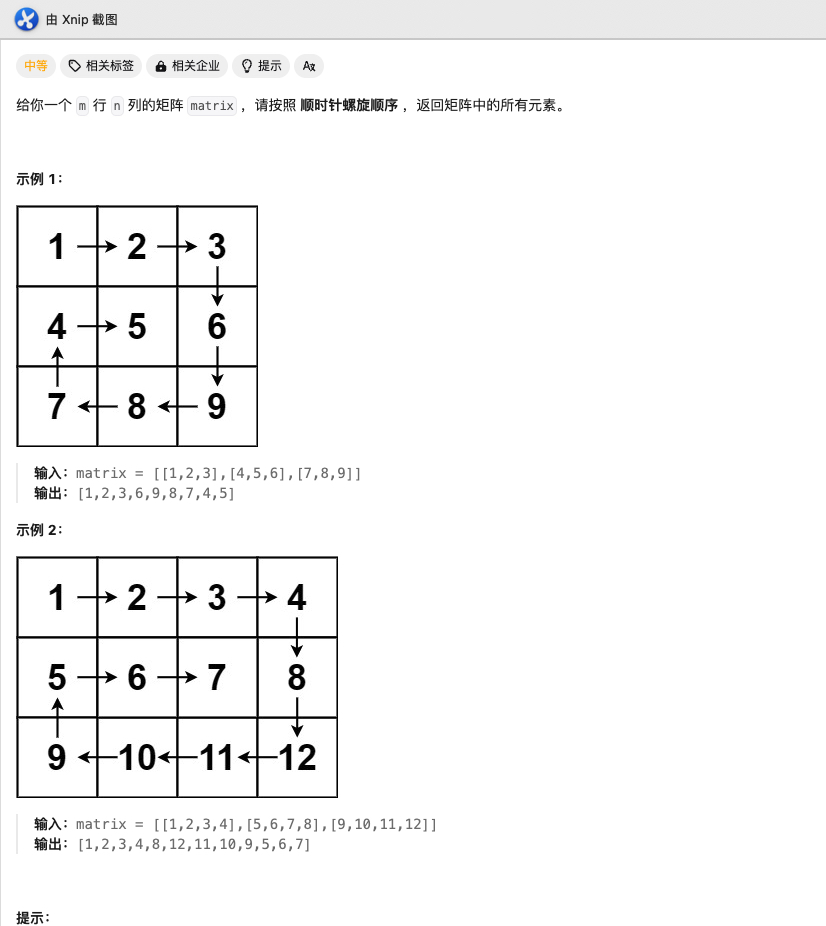 由 Xnip 截图
中等 相关标签 相关企业 提示 Aあ
给你一个 m 行 n 列的矩阵 matrix ，请按照 顺时针螺旋顺序 ，返回矩阵中的所有元素。
示例 1：
1 2 3
4 5 6
7 8 9
输入：matrix = [[1,2,3],[4,5,6],[7,8,9]]
输出：[1,2,3,6,9,8,7,4,5]
示例 2：
1 2 3 4
5 6 7 8
9 10 11 12
输入：matrix = [[1,2,3,4],[5,6,7,8],[9,10,11,12]]
输出：[1,2,3,4,8,12,11,10,9,5,6,7]
提示：